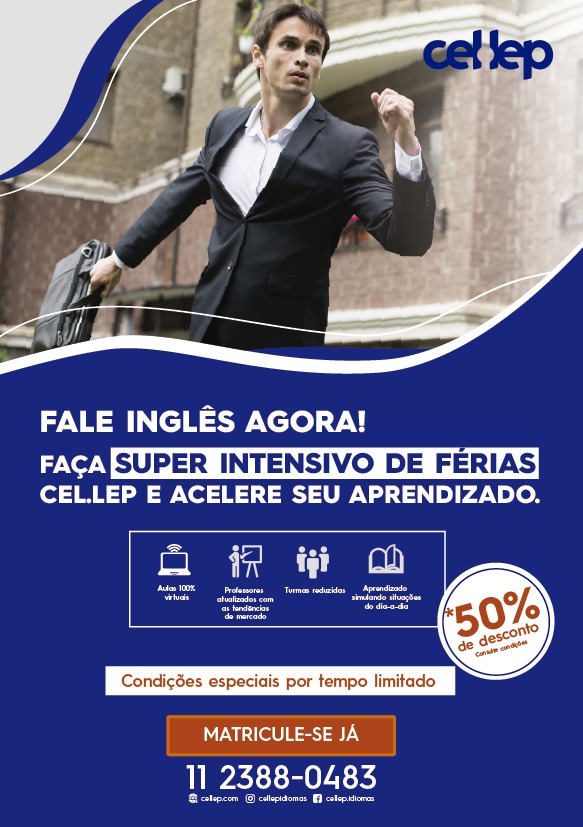 cel.lep
FALE INGLÊS AGORA!
FAÇA SUPER INTENSIVO DE FÉRIAS
CEL.LEP E ACELERE SEU APRENDIZADO.
Aulas 100%
virtuais
Professores
atualizados com
as tendências
de mercado
Turmas reduzidas
Aprendizado
simulando situações
do dia-a-dia
*50%
de desconto
Consulte condições
Condições especiais por tempo limitado
MATRICULE-SE JÁ
11 2388-0483
cellep.com cellepidiomas cellep.idiomas